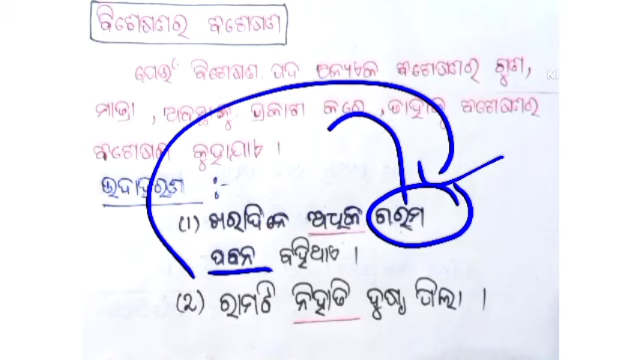 ବିଶେଷଣର ବିଶେଷଣ
ଯେଉଁ ବିଶେଷଣ ପଦ ଅନ୍ୟଏକ ବିଶେଷଣର ଗୁଣ,
ମାତ୍ରା, ଅବସ୍ଥାକୁ ପ୍ରକାଶ କରେ, ତାହାକୁ ବିଶେଷଣର
ବିଶେଷଣ କୁହାଯାଏ ।
ଉଦାହରଣ :-
(୧) ଖରାଦିନେ ଅଧିକ ଗରମ
ପବନ ବହିଥାଏ ।
(୨) ରାମଟି ନିହାତି ଦୁଷ୍ଟ ପିଲା ।